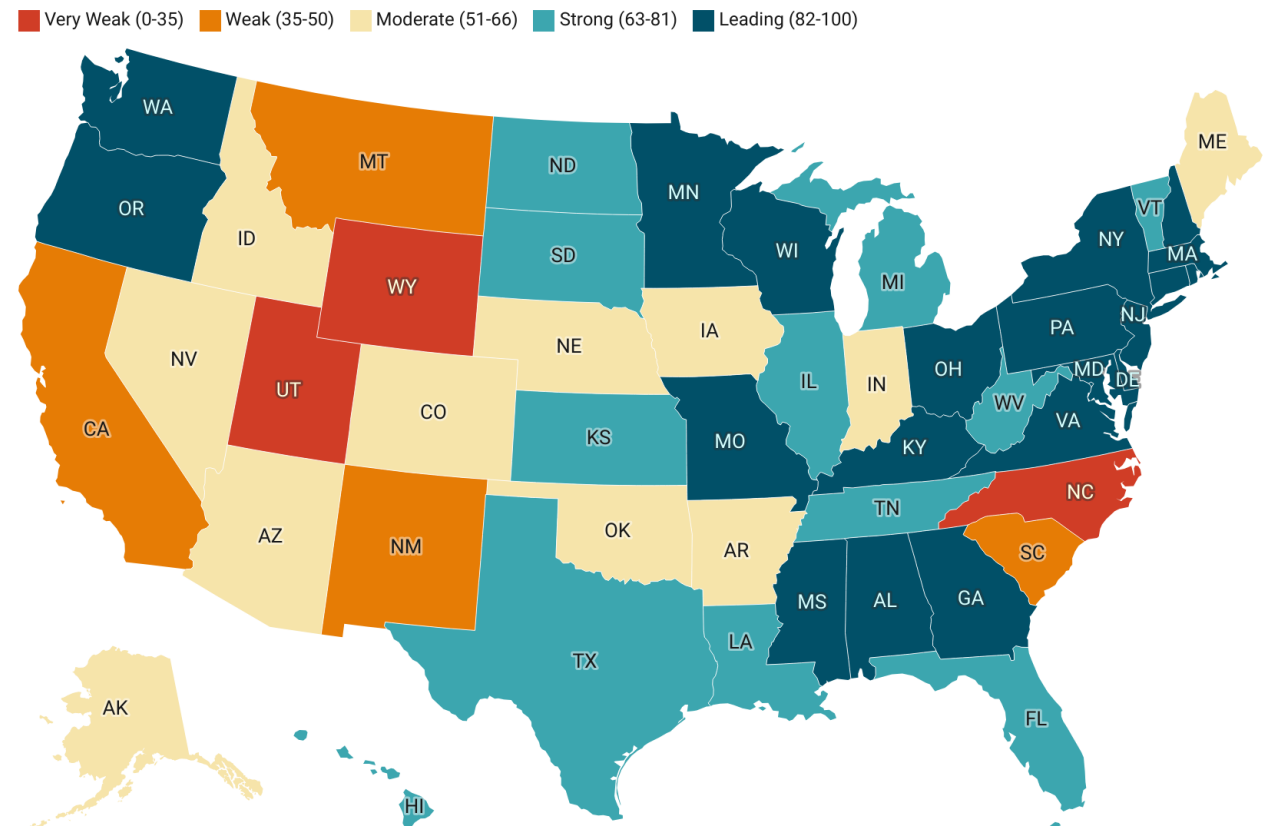 Very Weak (0-35) Weak (35-50) Moderate (51-66) Strong (63-81) Leading (82-100)
WA
ME
MT
ND
MN
OR
VT
ID
NY
SD
WI
MA
MI
WY
NJ
IA
PA
NE
NV
OH
MD
IN
DE
UT
IL
CO
WV
VA
CA
KS
MO
KY
NC
TN
OK
AZ
NM
AR
SC
GA
AL
MS
LA
TX
AK
FL
HI